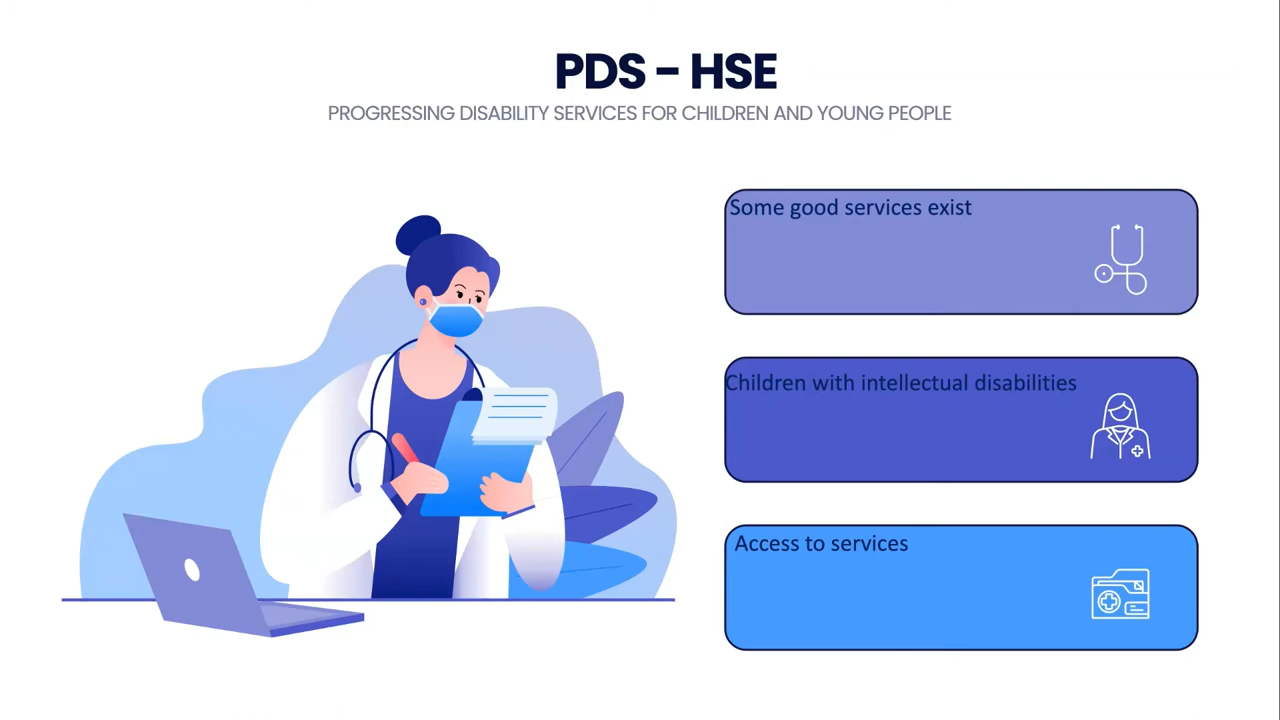 PDS – HSE
PROGRESSING DISABILITY SERVICES FOR CHILDREN AND YOUNG PEOPLE
Some good services exist
Children with intellectual disabilities
Access to services